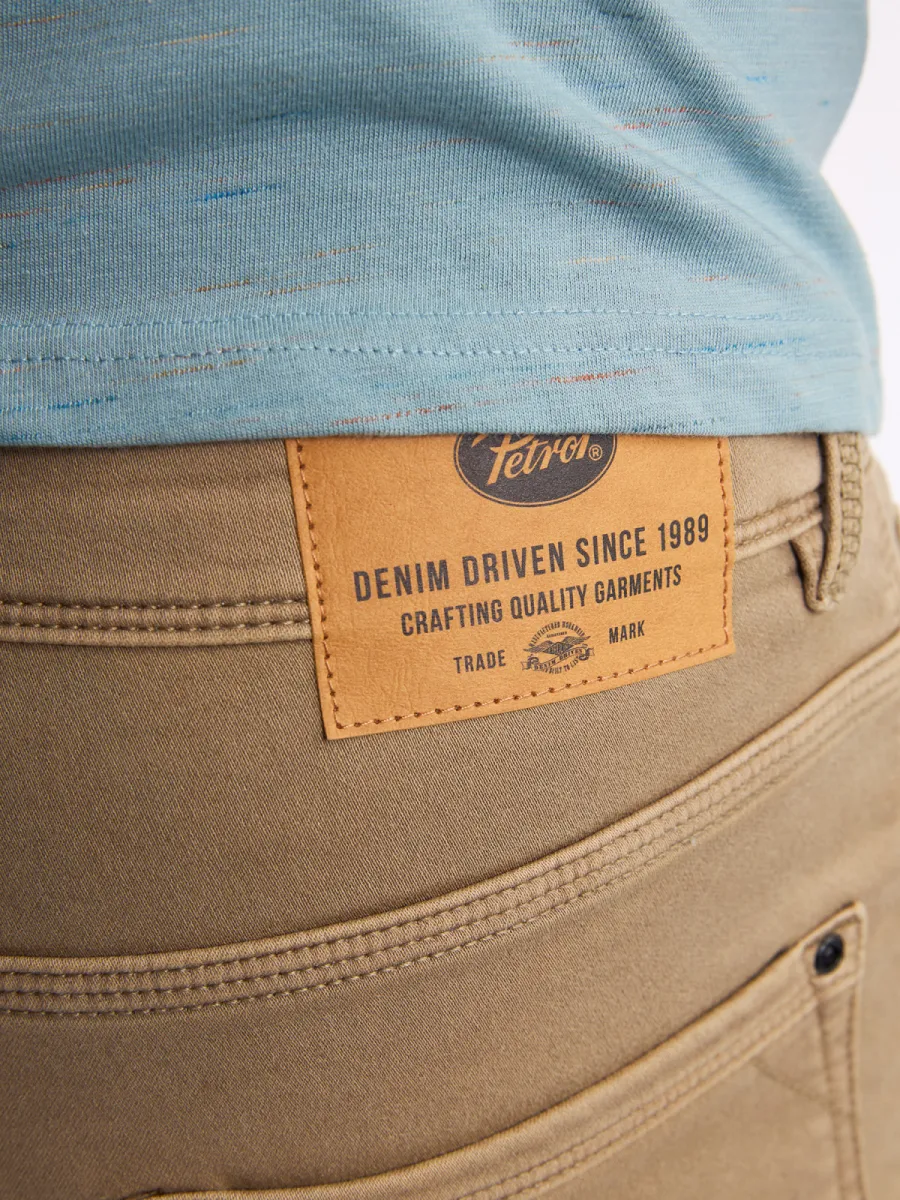 Petrol®
DENIM DRIVEN SINCE 1989
CRAFTING QUALITY GARMENTS
TRADE MARK